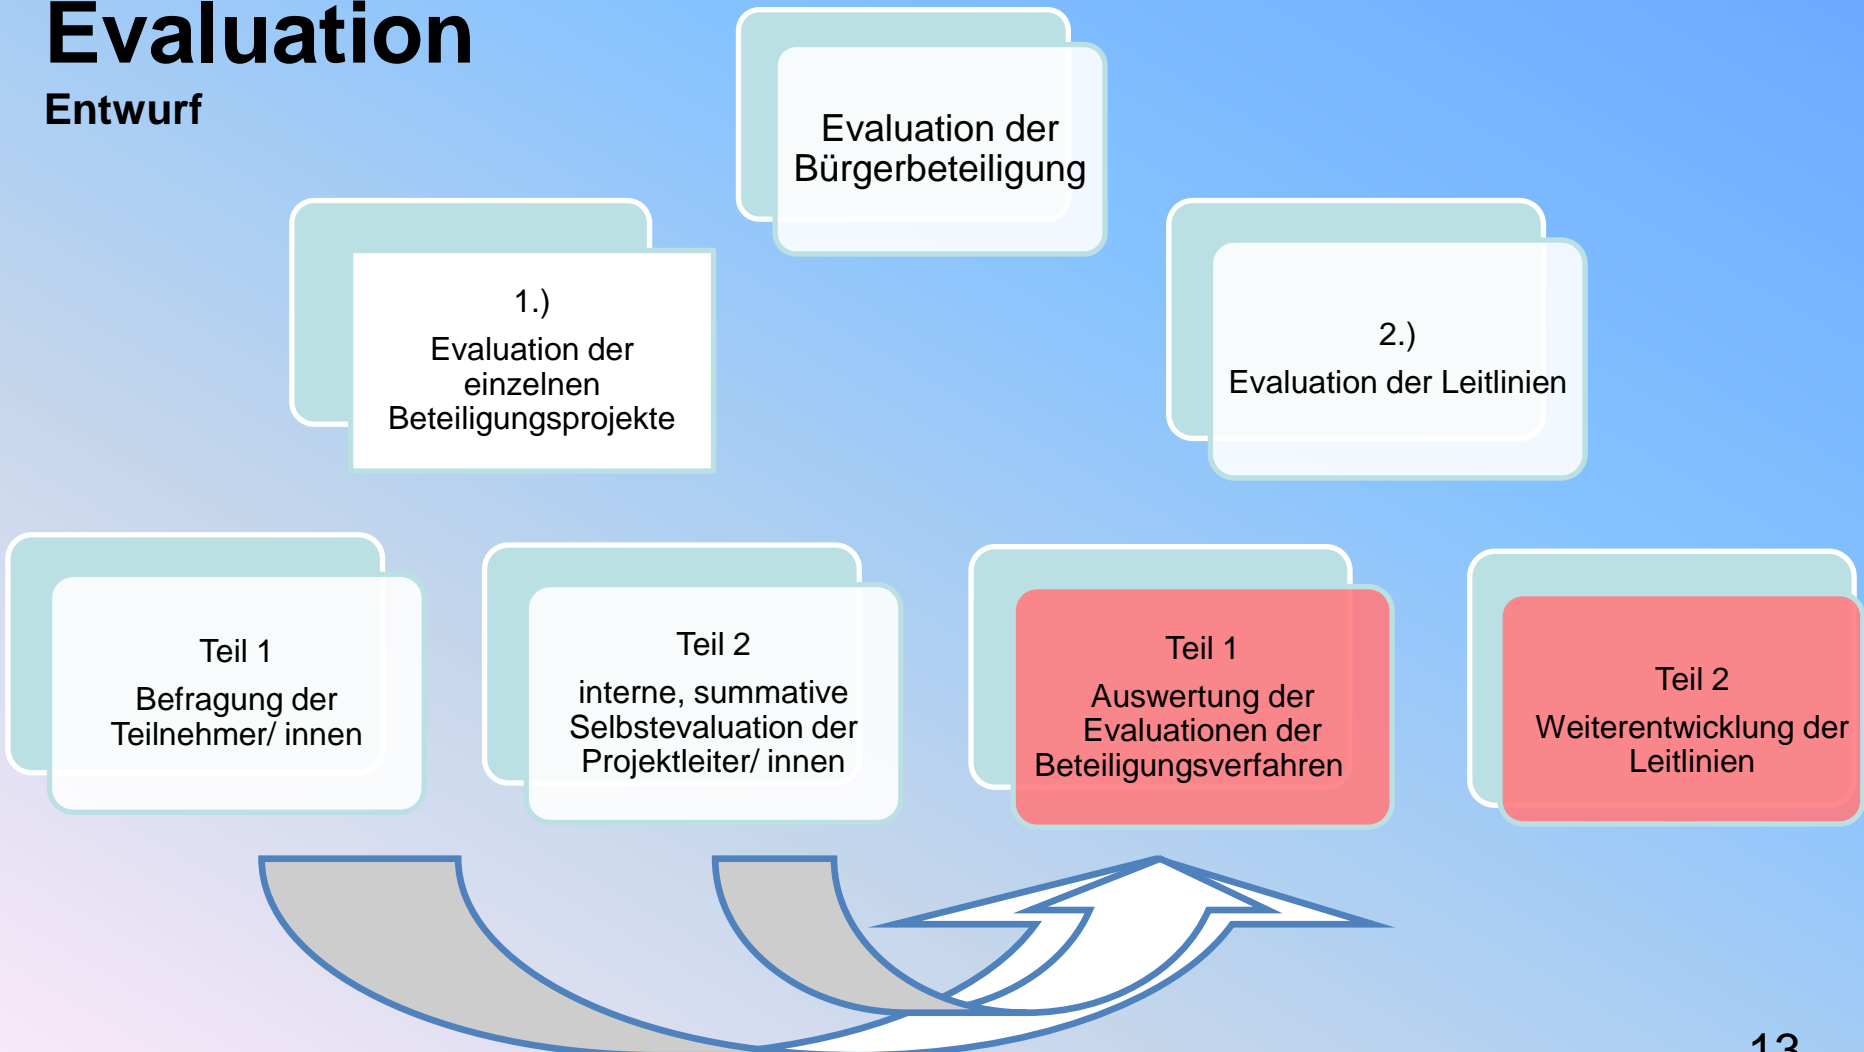 Evaluation
Entwurf
Evaluation der
Bürgerbeteiligung
1.)
Evaluation der
einzelnen
Beteiligungsprojekte
2.)
Evaluation der Leitlinien
Teil 1
Befragung der
Teilnehmer/ innen
Teil 2
interne, summative
Selbstevaluation der
Projektleiter/ innen
Teil 1
Auswertung der
Evaluationen der
Beteiligungsverfahren
Teil 2
Weiterentwicklung der
Leitlinien
13